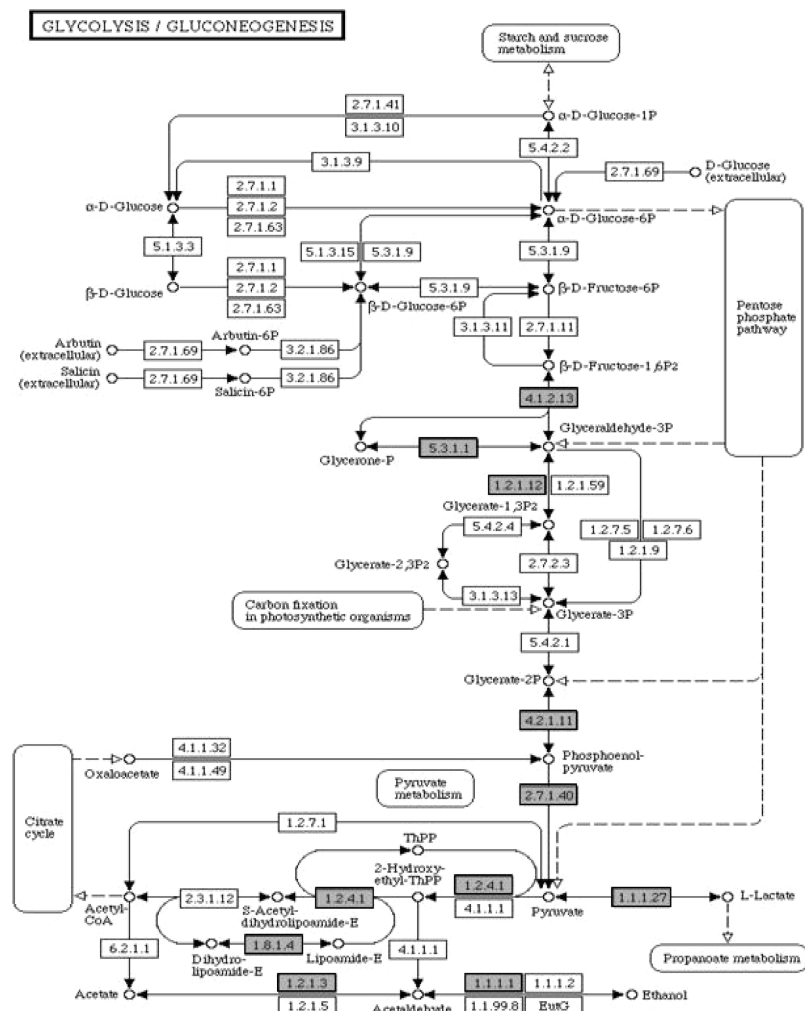 GLYCOLYSIS / GLUCONEOGENESIS
Starch and sucrose
metabolism
2.7.1.41
3.1.3.10
α-D-Glucose-1P
5.4.2.2
3.1.3.9
2.7.1.69
D-Glucose
(extracellular)
2.7.1.1
2.7.1.2
2.7.1.63
α-D-Glucose
α-D-Glucose-6P
5.1.3.3
5.1.3.15
5.3.1.9
5.3.1.9
2.7.1.1
2.7.1.2
2.7.1.63
β-D-Glucose
β-D-Glucose-6P
5.3.1.9
β-D-Fructose-6P
Pentose
phosphate
pathway
3.1.3.11
2.7.1.11
Arbutin
(extracellular)
2.7.1.69
Arbutin-6P
3.2.1.86
β-D-Fructose-1,6P2
Salicin
(extracellular)
2.7.1.69
Salicin-6P
3.2.1.86
4.1.2.13
Glyceraldehyde-3P
Glycerone-P
5.3.1.1
1.2.1.12
1.2.1.59
Glycerate-1,3P2
5.4.2.4
1.2.7.5
1.2.7.6
1.2.1.9
Glycerate-2,3P2
2.7.2.3
3.1.3.13
Carbon fixation
in photosynthetic organisms
Glycerate-3P
5.4.2.1
Glycerate-2P
4.2.1.11
4.1.1.32
4.1.1.49
Oxaloacetate
Phosphoenol-
pyruvate
Pyruvate
metabolism
2.7.1.40
Citrate
cycle
1.2.7.1
ThPP
2-Hydroxy-
ethyl-ThPP
1.2.4.1
4.1.1.1
Pyruvate
1.1.1.27
L-Lactate
Acetyl-
CoA
2.3.1.12
S-Acetyl-
dihydrolipoamide-E
1.2.4.1
6.2.1.1
Dihydro-
lipoamide-E
1.8.1.4
Lipoamide-E
4.1.1.1
Propanoate metabolism
Acetate
1.2.1.3
1.2.1.5
Acetaldehyde
1.1.1.1
1.1.1.2
1.1.99.8
EutG
Ethanol